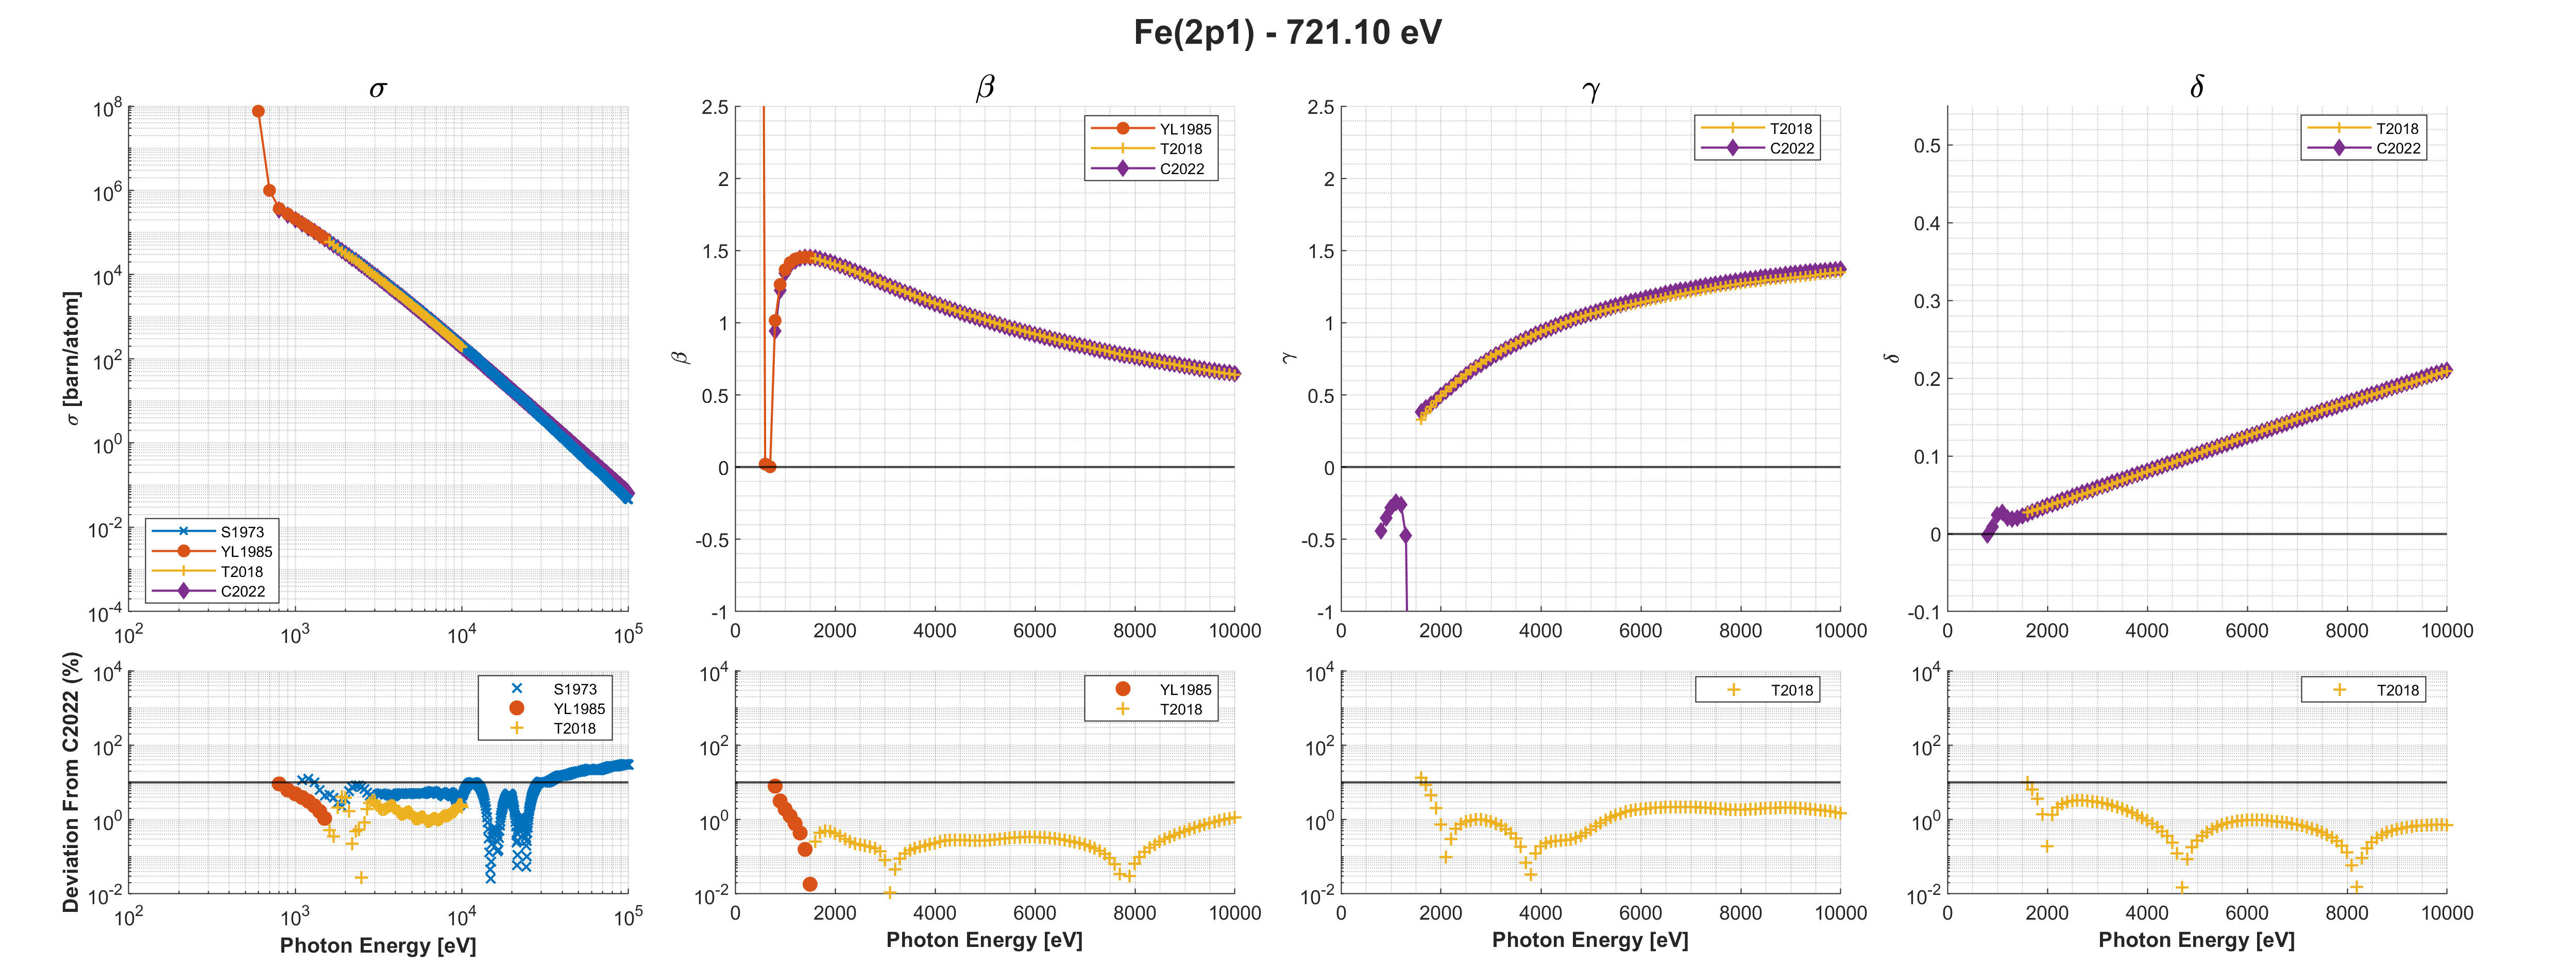 Fe(2p1) - 721.10 eV
σ
σ [barn/atom]
10^8
10^6
10^4
10^2
10^0
10^-2
10^-4
10^2
10^3
10^4
10^5
S1973
YL1985
T2018
C2022
β
β
2.5
2
1.5
1
0.5
0
-0.5
-1
0
2000
4000
6000
8000
10000
YL1985
T2018
C2022
γ
γ
2.5
2
1.5
1
0.5
0
-0.5
-1
0
2000
4000
6000
8000
10000
T2018
C2022
δ
δ
0.5
0.4
0.3
0.2
0.1
0
-0.1
0
2000
4000
6000
8000
10000
T2018
C2022
Deviation From C2022 (%)
10^4
10^2
10^0
10^-2
10^2
10^3
10^4
10^5
S1973
YL1985
T2018
Photon Energy [eV]
10^4
10^2
10^0
10^-2
0
2000
4000
6000
8000
10000
YL1985
T2018
Photon Energy [eV]
10^4
10^2
10^0
10^-2
0
2000
4000
6000
8000
10000
T2018
Photon Energy [eV]
10^4
10^2
10^0
10^-2
0
2000
4000
6000
8000
10000
T2018
Photon Energy [eV]